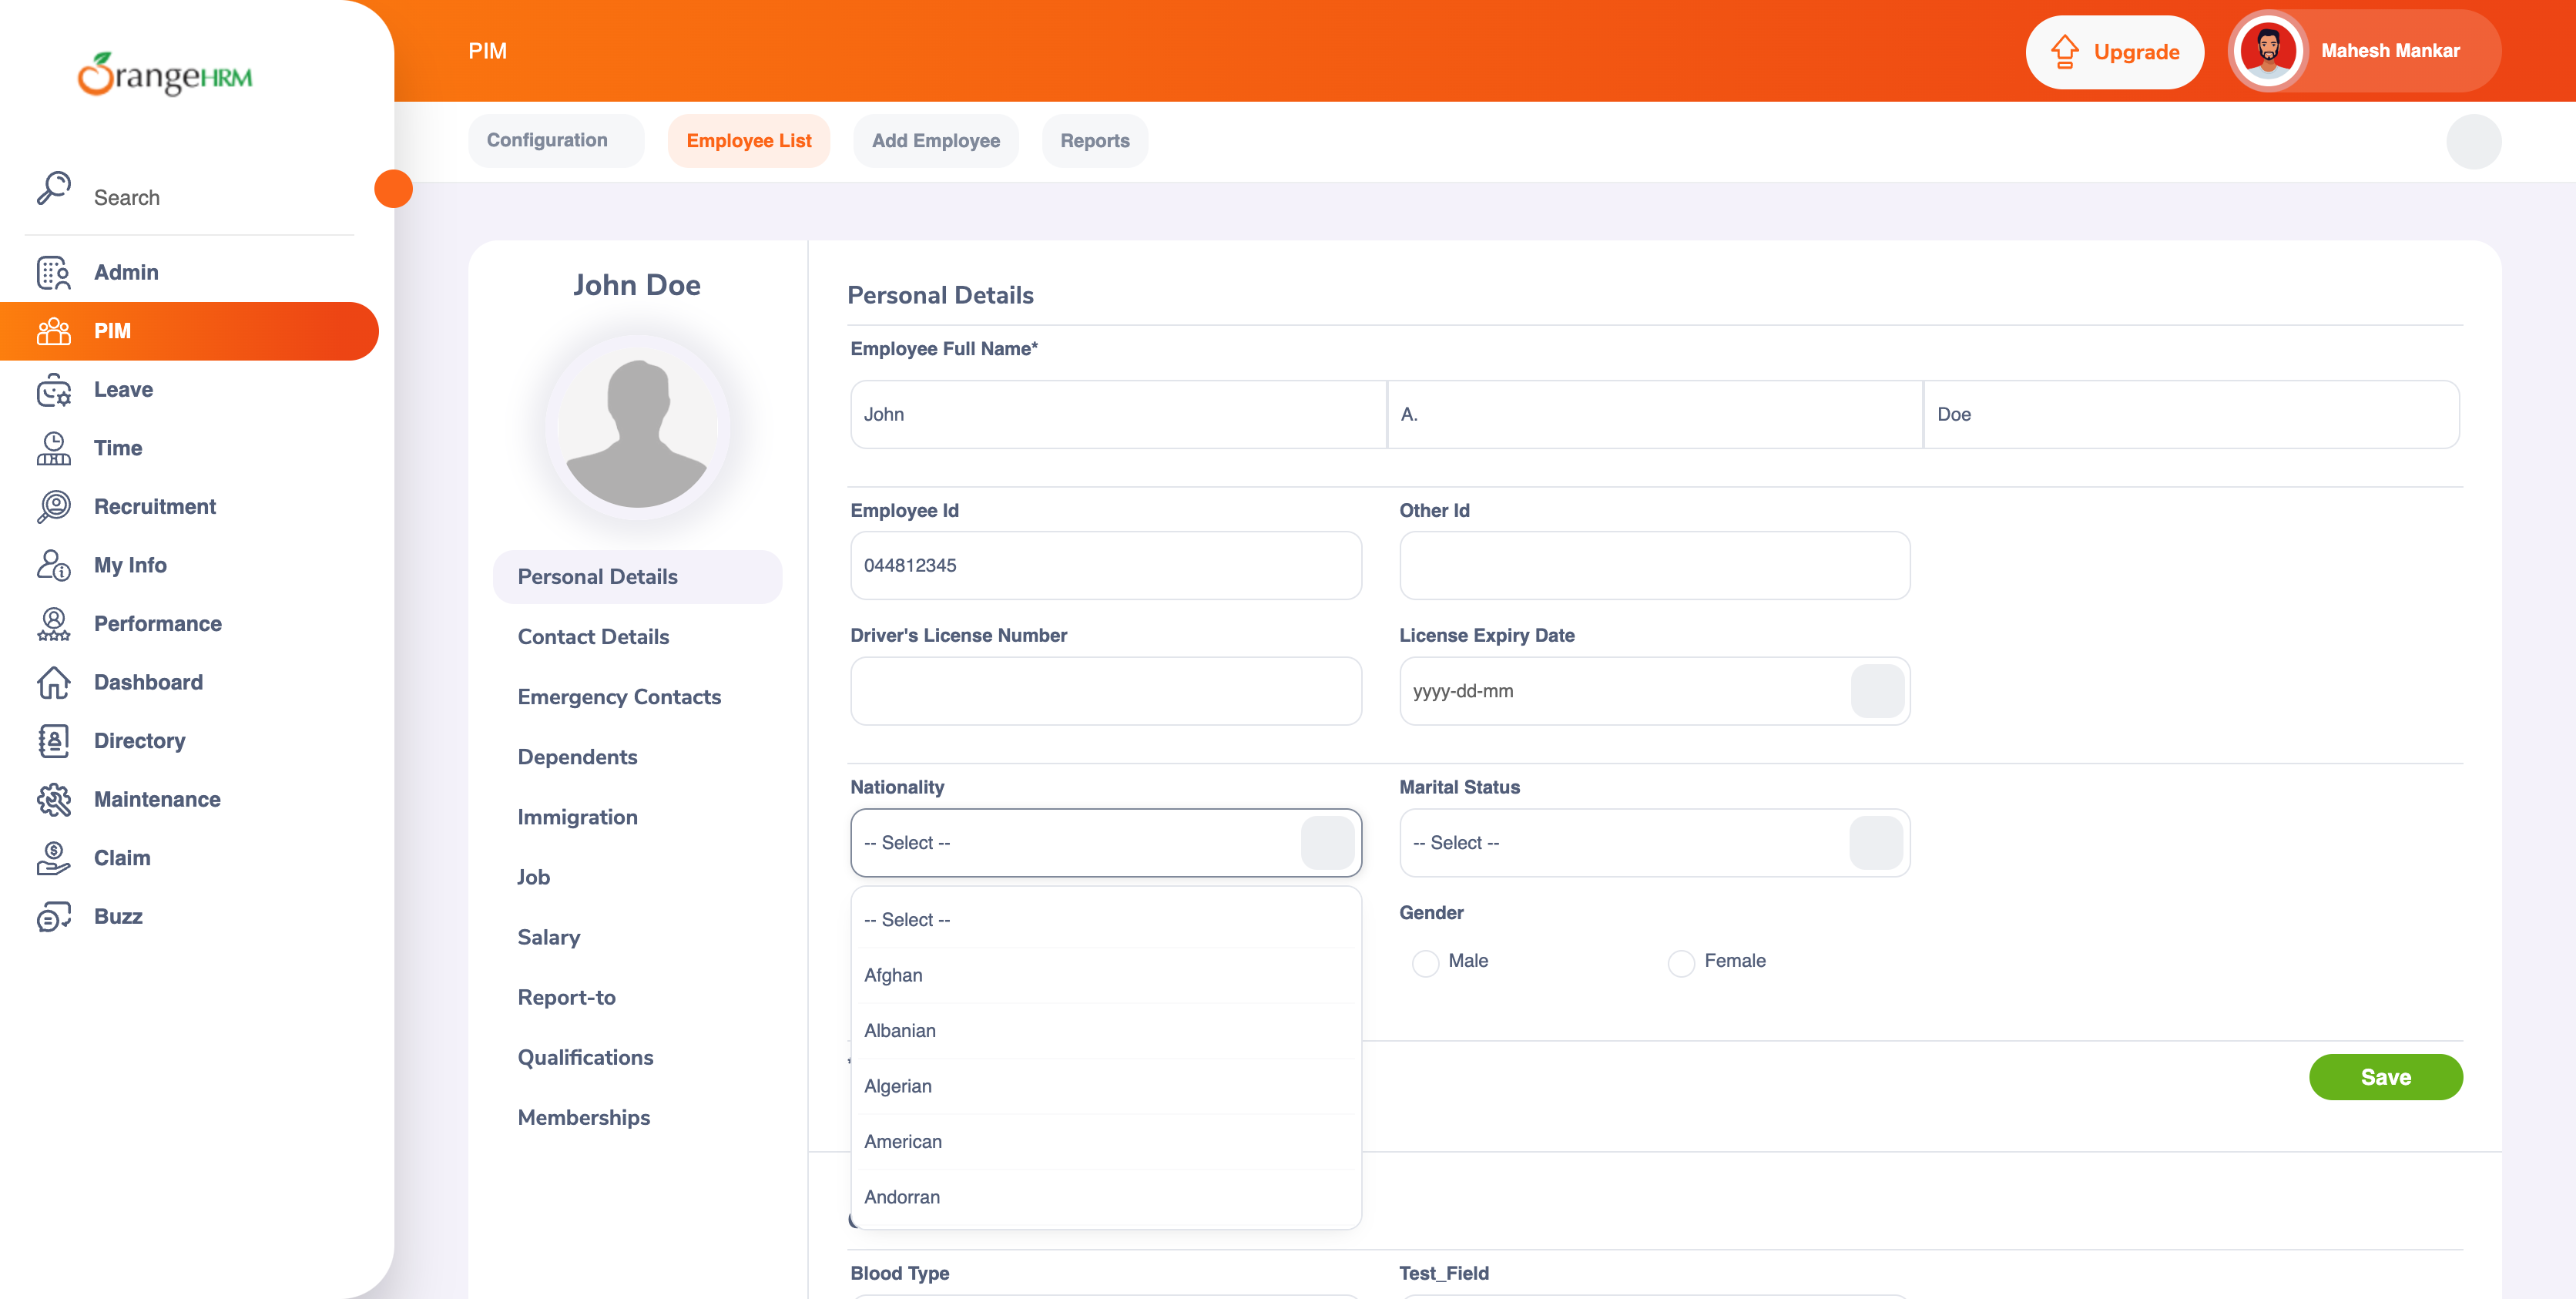 OrangeHRM
PIM
Upgrade
Mahesh Mankar
Configuration
Employee List
Add Employee
Reports
Search
Admin
PIM
Leave
Time
Recruitment
My Info
Performance
Dashboard
Directory
Maintenance
Claim
Buzz
John Doe
Personal Details
Contact Details
Emergency Contacts
Dependents
Immigration
Job
Salary
Report-to
Qualifications
Memberships
Personal Details
Employee Full Name*
John
A.
Doe
Employee Id
Other Id
044812345
Driver's License Number
License Expiry Date
yyyy-dd-mm
Nationality
Marital Status
-- Select --
-- Select --
-- Select --
Afghan
Albanian
Algerian
American
Andorran
Gender
Male
Female
Save
Blood Type
Test_Field